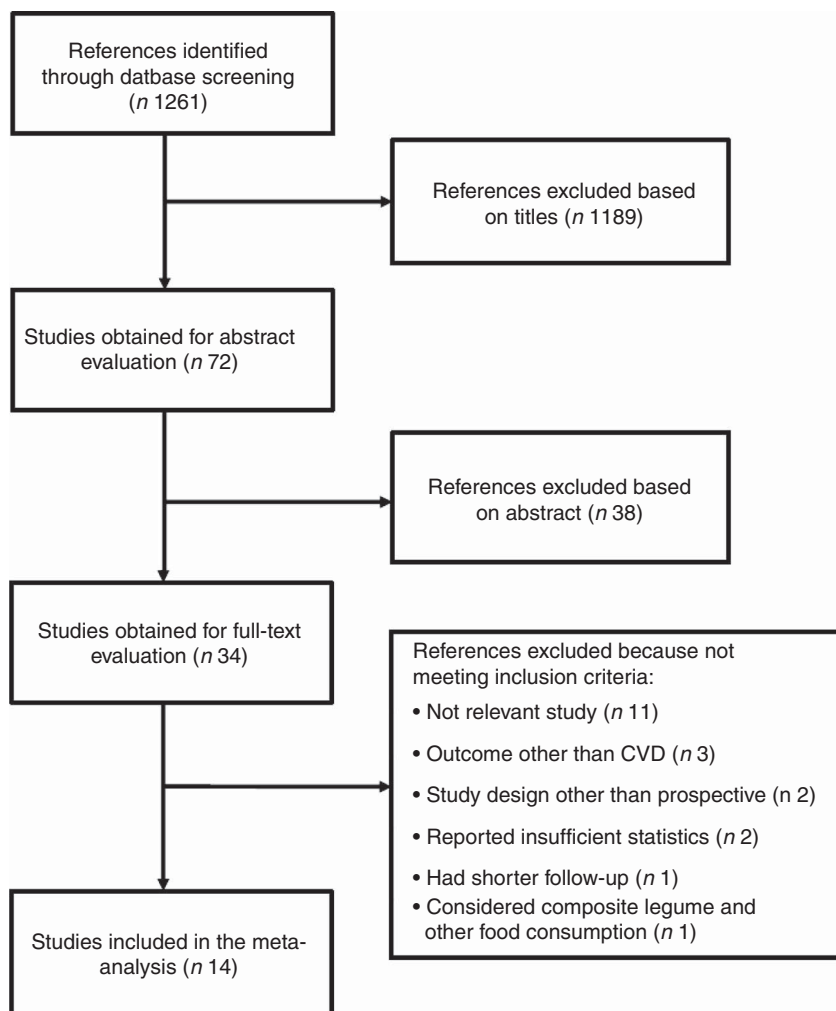 References identified
through datbase screening
(n 1261)
References excluded based
on titles (n 1189)
Studies obtained for abstract
evaluation (n 72)
References excluded based
on abstract (n 38)
Studies obtained for full-text
evaluation (n 34)
References excluded because not
meeting inclusion criteria:
• Not relevant study (n 11)
• Outcome other than CVD (n 3)
• Study design other than prospective (n 2)
• Reported insufficient statistics (n 2)
• Had shorter follow-up (n 1)
• Considered composite legume and
other food consumption (n 1)
Studies included in the meta-
analysis (n 14)